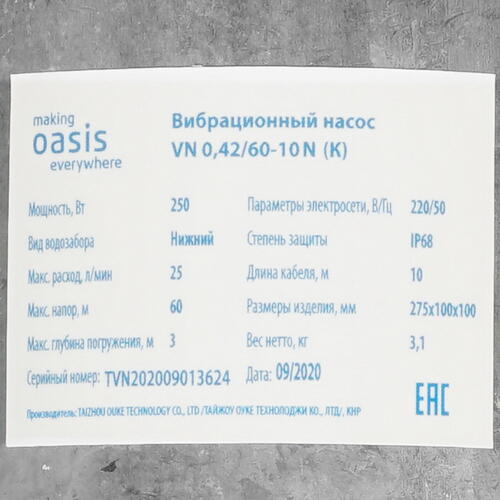 making
oasis
everywhere
Вибрационный насос
VN 0,42/60-10 N (K)
Мощность, Вт 250 Параметры электросети, В/Гц 220/50
Вид водозабора Нижний Степень защиты IP68
Макс. расход, л/мин 25 Длина кабеля, м 10
Макс. напор, м 60 Размеры изделия, мм 275x100x100
Макс. глубина погружения, м 3 Вес нетто, кг 3,1
Серийный номер: TVN202009013624 Дата: 09/2020
Производитель: TAIZHOU OUKE TECHNOLOGY CO., LTD /ТАЙЖОУ ОУКЕ ТЕХНОЛОДЖИ КО., ЛТД/, КНР
EAC